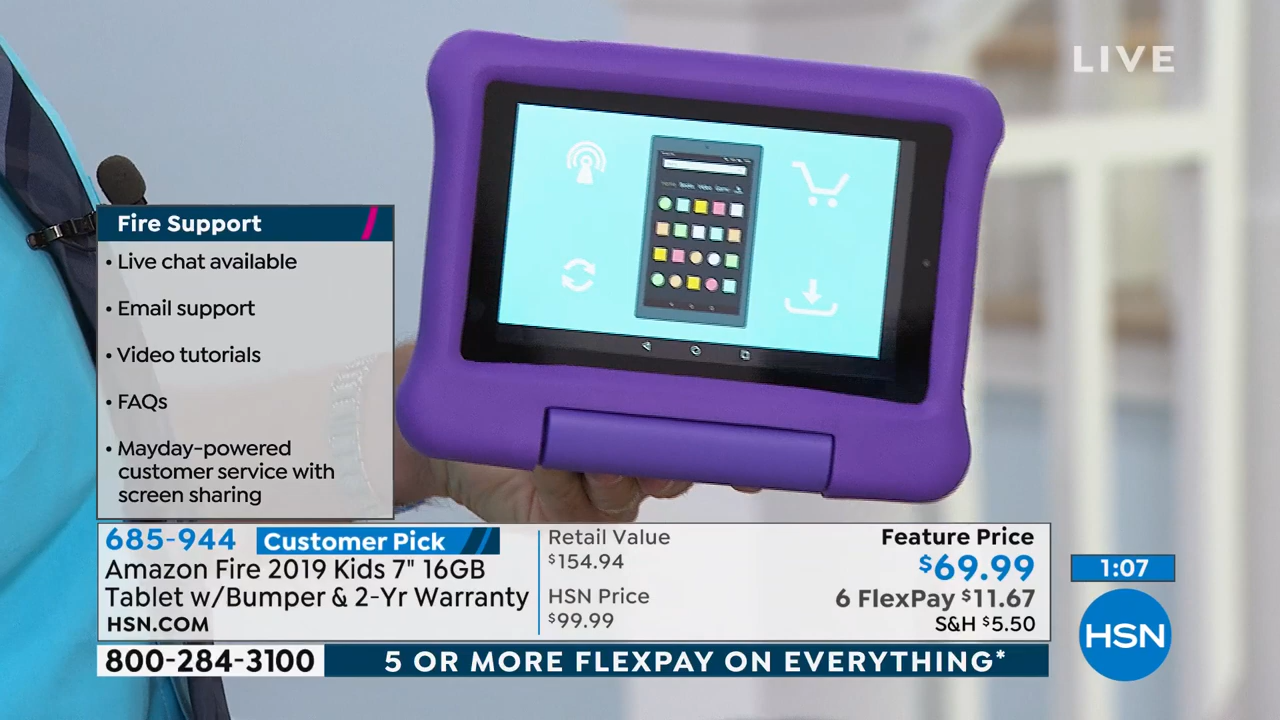 LIVE
Fire Support
• Live chat available
• Email support
• Video tutorials
• FAQs
• Mayday-powered
customer service with
screen sharing
685-944 Customer Pick
Amazon Fire 2019 Kids 7" 16GB
Tablet w/Bumper & 2-Yr Warranty
HSN.COM
Retail Value
$154.94
HSN Price
$99.99
Feature Price
$69.99
6 FlexPay $11.67
S&H $5.50
1:07
HSN
800-284-3100
5 OR MORE FLEXPAY ON EVERYTHING*